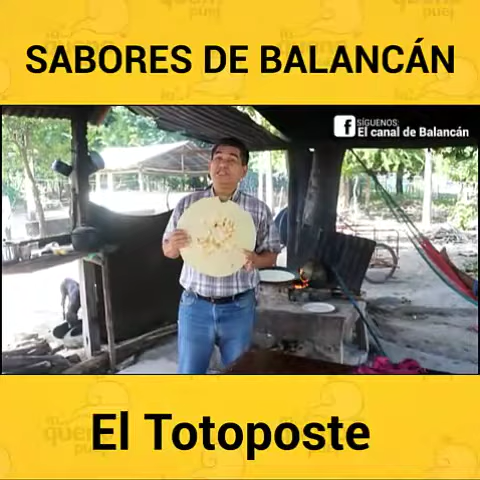 SABORES DE BALANCÁN
SÍGUENOS:
El canal de Balancán
El Totoposte